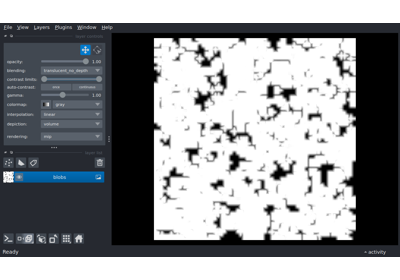 File View Layers Plugins Window Help
opacity: 1.00
blending: translucent_no_depth
contrast limits:
auto-contrast: once continuous
gamma: 1.00
colormap: gray
interpolation: linear
depiction: volume
rendering: mip
blobs
Ready
activity